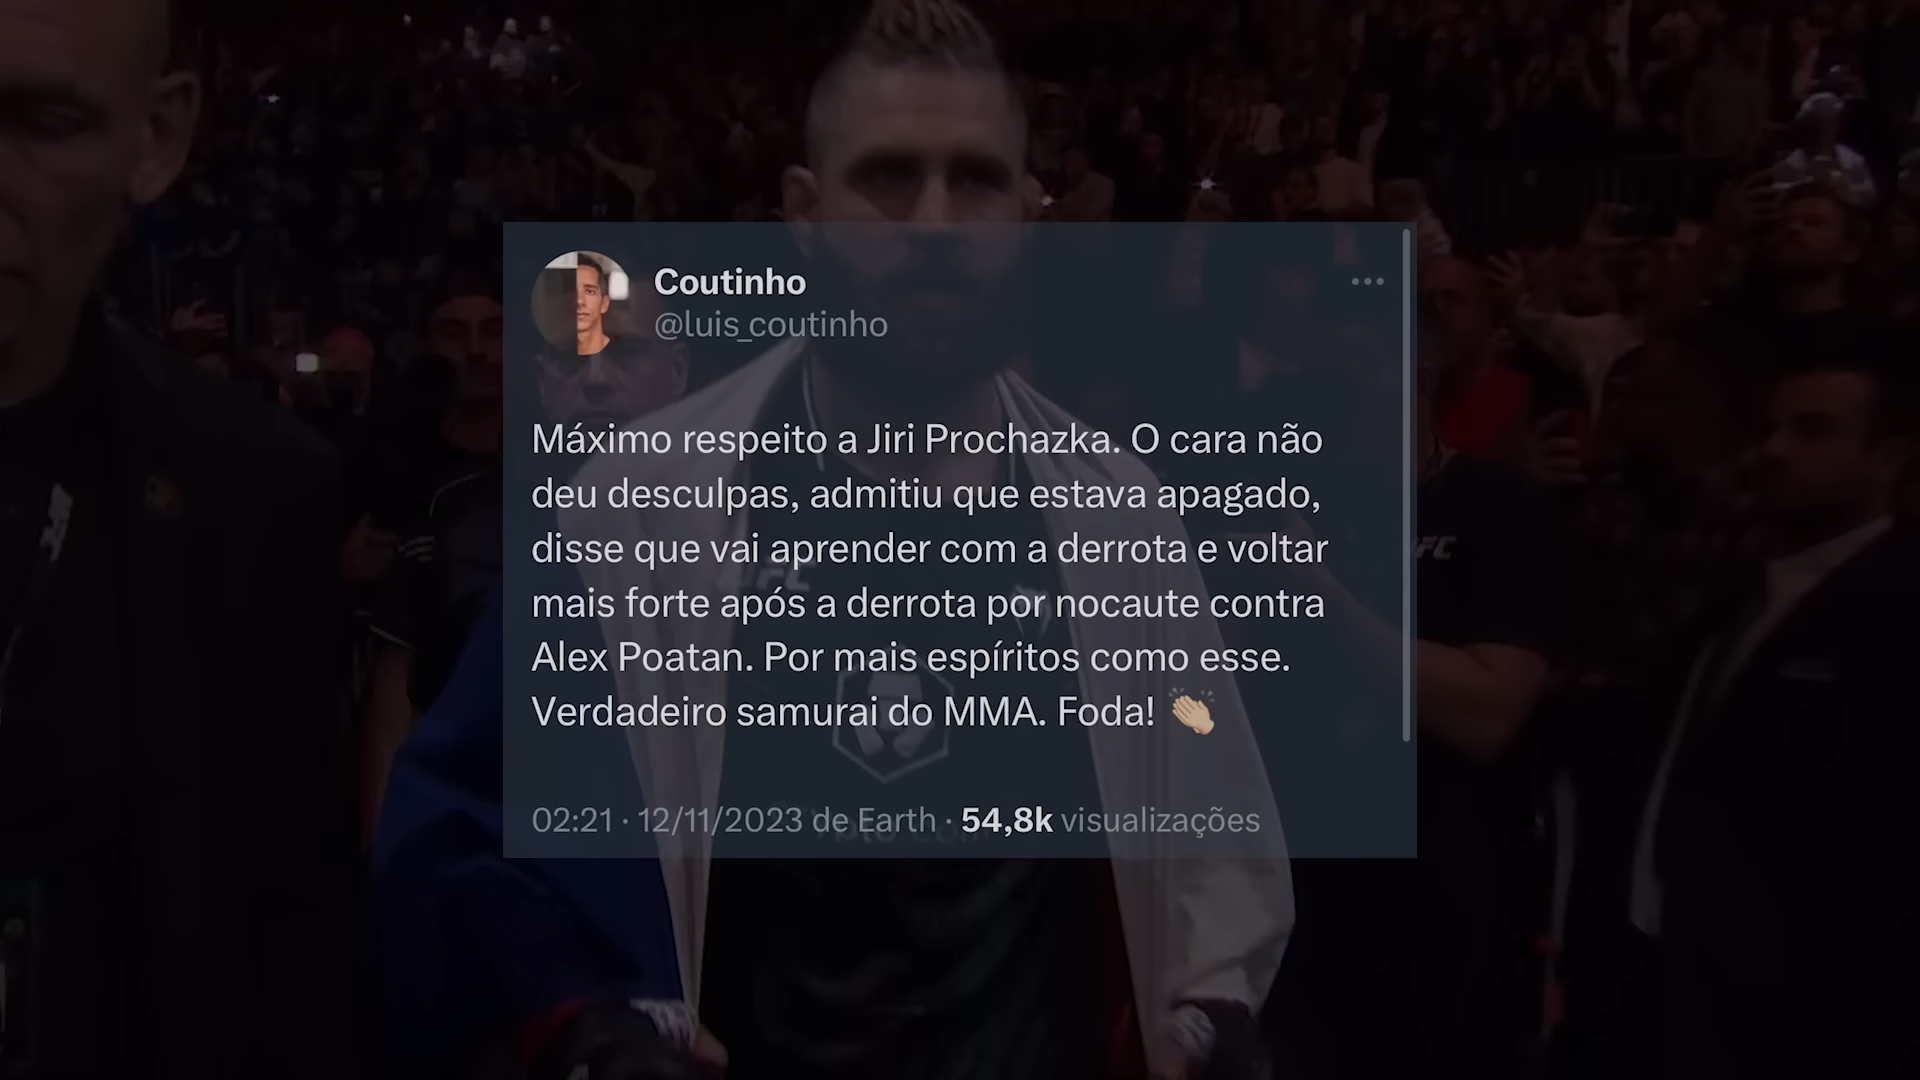 Coutinho
@luis_coutinho
Máximo respeito a Jiri Prochazka. O cara não
deu desculpas, admitiu que estava apagado,
disse que vai aprender com a derrota e voltar
mais forte após a derrota por nocaute contra
Alex Poatan. Por mais espíritos como esse.
Verdadeiro samurai do MMA. Foda! 👏🏼
02:21 · 12/11/2023 de Earth · 54,8k visualizações